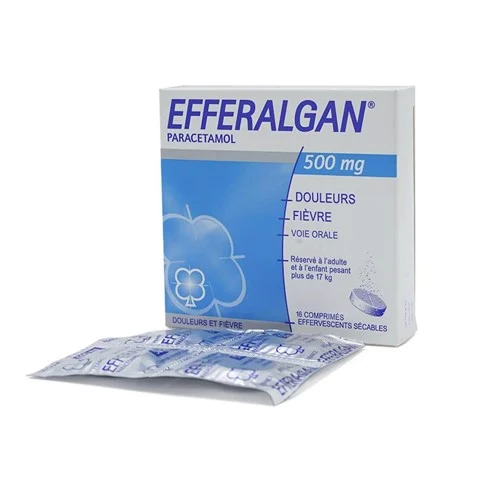 EFFERALGAN®
PARACETAMOL
500 mg
DOULEURS
FIÈVRE
VOIE ORALE
Réservé à l'adulte
et à l'enfant pesant
plus de 17 kg
16 COMPRIMÉS
EFFERVESCENTS SÉCABLES
DOULEURS ET FIÈVRE
EFFERALGAN